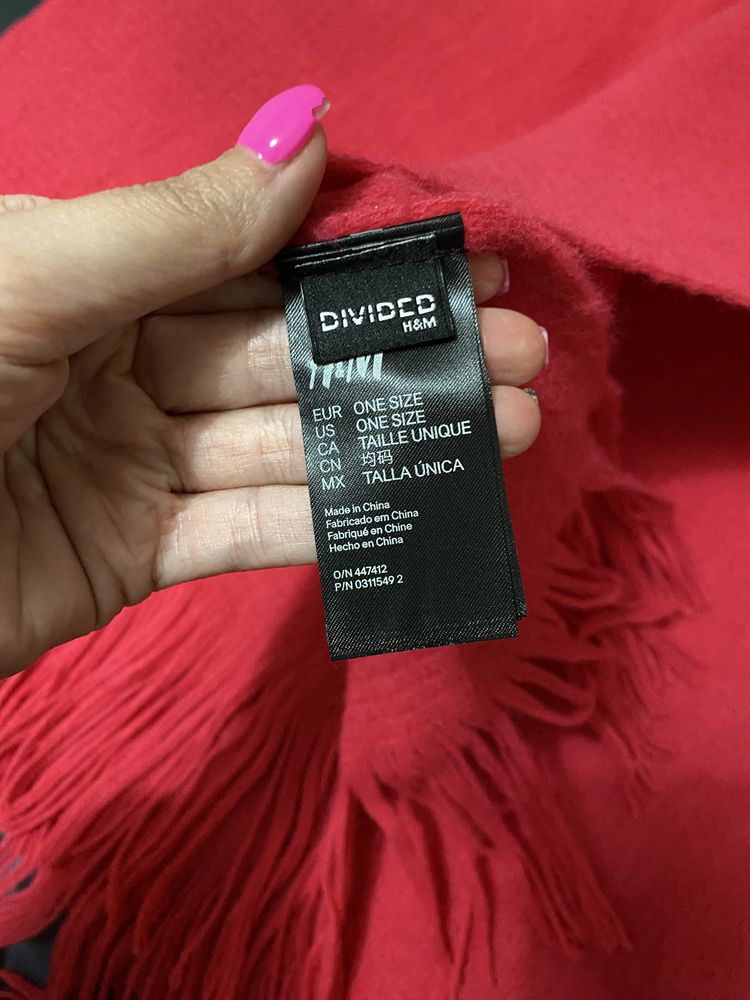 DIVIDED
H&M
H&M
EUR ONE SIZE
US ONE SIZE
CA TAILLE UNIQUE
CN 均码
MX TALLA ÚNICA
Made in China
Fabricado em China
Fabriqué en Chine
Hecho en China
O/N 447412
P/N 0311549 2